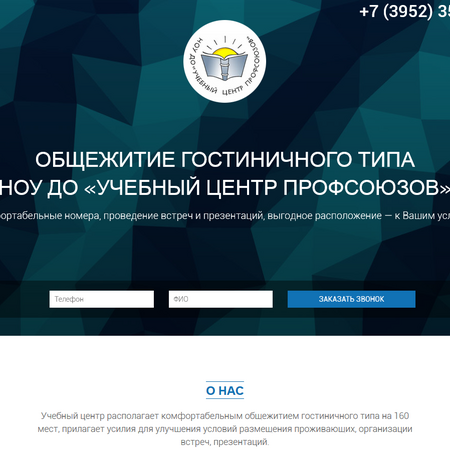 +7 (3952) 35
НОУ ДО «УЧЕБНЫЙ ЦЕНТР ПРОФСОЮЗОВ»
ОБЩЕЖИТИЕ ГОСТИНИЧНОГО ТИПА
НОУ ДО «УЧЕБНЫЙ ЦЕНТР ПРОФСОЮЗОВ»
номера, проведение встреч и презентаций, выгодное расположение — к Вашим
Телефон
ФИО
ЗАКАЗАТЬ ЗВОНОК
О НАС
Учебный центр располагает комфортабельным общежитием гостиничного типа на 160
мест, прилагает усилия для улучшения условий размещения проживающих, организации
встреч, презентаций.